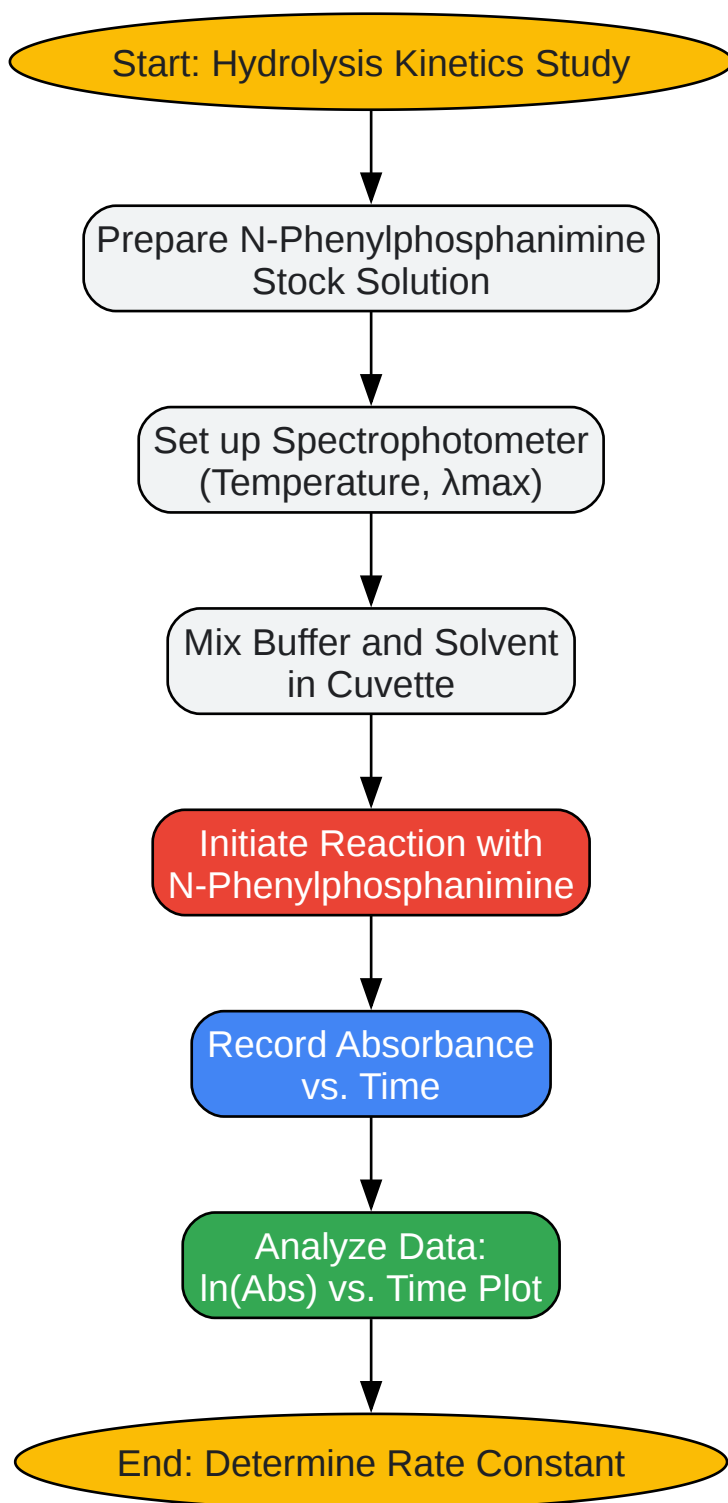 Start: Hydrolysis Kinetics Study
Prepare N-Phenylphosphanimine
Stock Solution
Set up Spectrophotometer
(Temperature, λmax)
Mix Buffer and Solvent
in Cuvette
Initiate Reaction with
N-Phenylphosphanimine
Record Absorbance
vs. Time
Analyze Data:
ln(Abs) vs. Time Plot
End: Determine Rate Constant